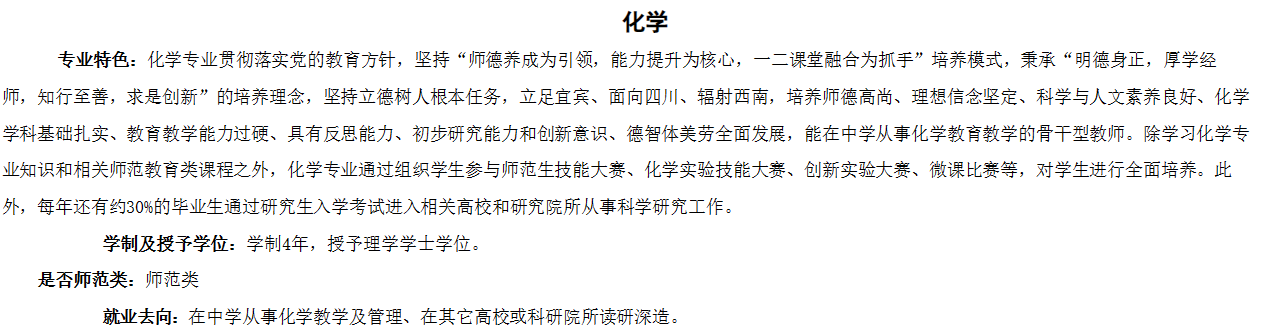 化学
专业特色：化学专业贯彻落实党的教育方针，坚持“师德养成为引领，能力提升为核心，一二课堂融合为抓手”培养模式，秉承“明德身正，厚学经
师，知行至善，求是创新”的培养理念，坚持立德树人根本任务，立足宜宾、面向四川、辐射西南，培养师德高尚、理想信念坚定、科学与人文素养良好、化学
学科基础扎实、教育教学能力过硬、具有反思能力、初步研究能力和创新意识、德智体美劳全面发展，能在中学从事化学教育教学的骨干型教师。除学习化学专
业知识和相关师范教育类课程之外，化学专业通过组织学生参与师范生技能大赛、化学实验技能大赛、创新实验大赛、微课比赛等，对学生进行全面培养。此
外，每年还有约30%的毕业生通过研究生入学考试进入相关高校和研究院所从事科学研究工作。
学制及授予学位：学制4年，授予理学学士学位。
是否师范类：师范类
就业去向：在中学从事化学教学及管理、在其它高校或科研院所读研深造。